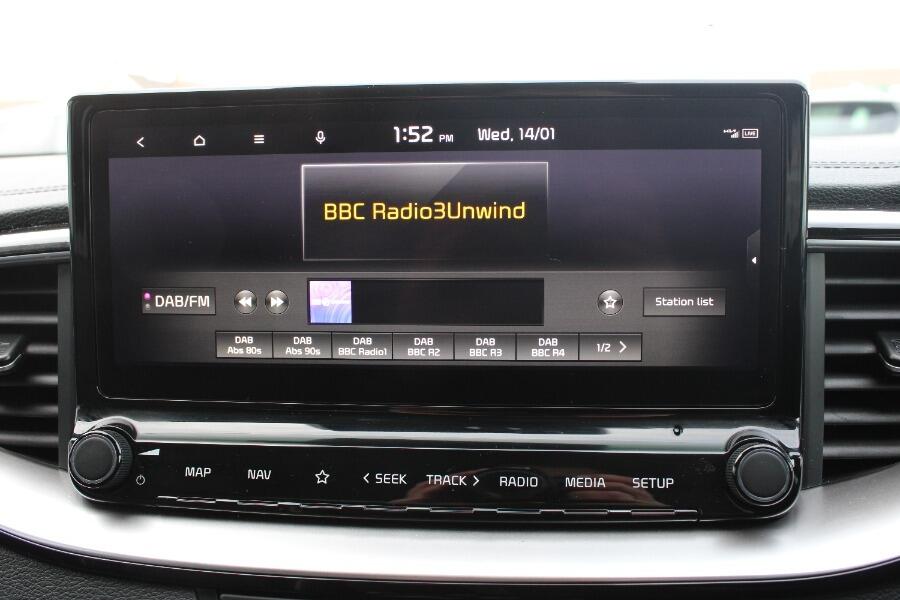 1:52 PM Wed, 14/01 LIVE
BBC Radio3Unwind
DAB/FM
Station list
DAB
Abs 80s
DAB
Abs 90s
DAB
BBC Radio1
DAB
BBC R2
DAB
BBC R3
DAB
BBC R4
1/2 >
MAP NAV < SEEK TRACK > RADIO MEDIA SETUP